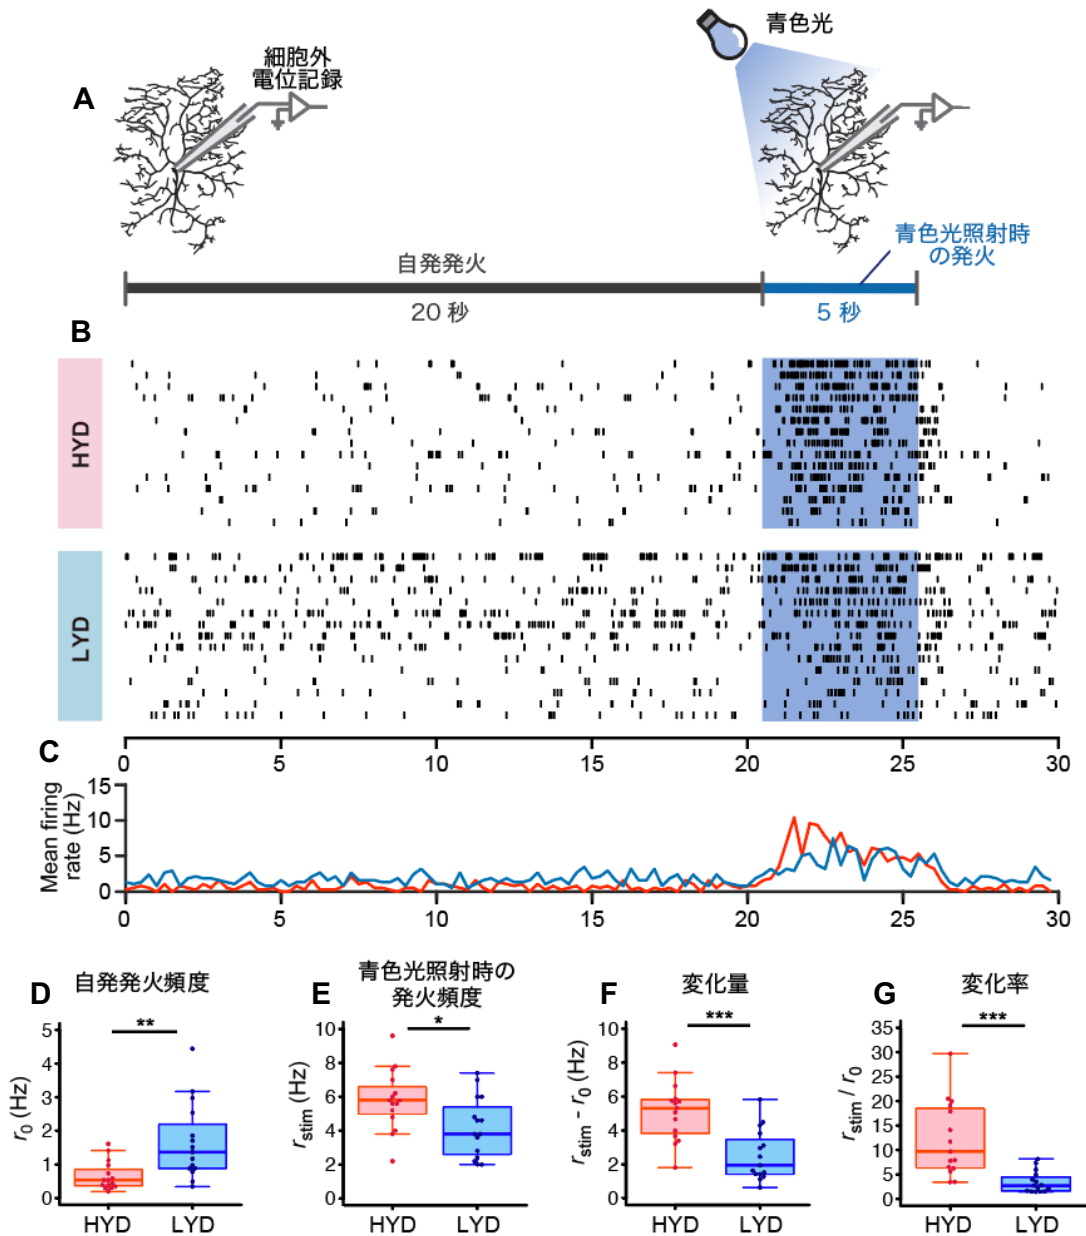 A
細胞外
電位記録
青色光
自発発火
20 秒
青色光照射時
の発火
5 秒
B
HYD
LYD
0 5 10 15 20 25 30
C
Mean firing
rate (Hz)
15
10
5
0
0 5 10 15 20 25 30
D
自発発火頻度
**
r0 (Hz)
5
4
3
2
1
0
HYD LYD
E
青色光照射時の
発火頻度
*
rstim (Hz)
10
8
6
4
2
0
HYD LYD
F
変化量
***
rstim - r0 (Hz)
10
8
6
4
2
0
HYD LYD
G
変化率
***
rstim / r0
35
30
25
20
15
10
5
0
HYD LYD